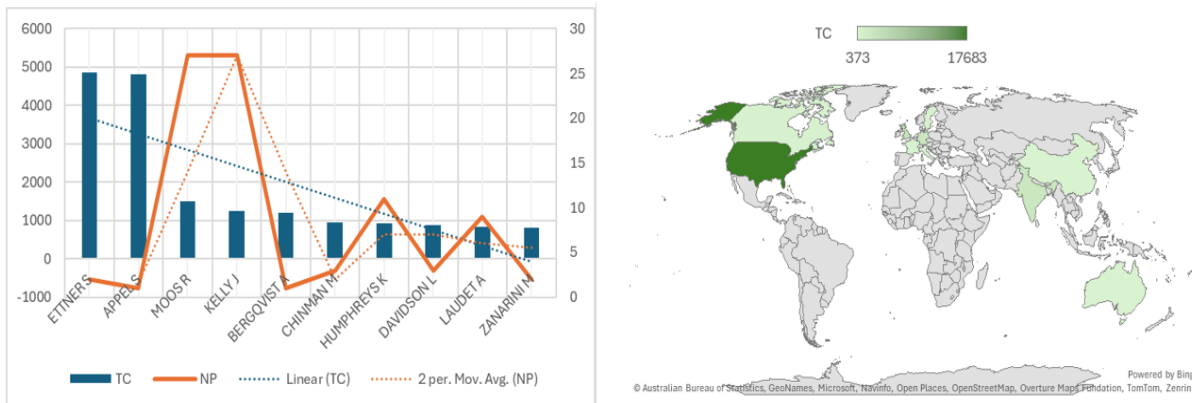 6000
5000
4000
3000
2000
1000
0
-1000
30
25
20
15
10
5
0
ETTNER S
APPEL S
MOOS R
KELLY J
BERGQVIST A
CHINMAN M
HUMPHREYS K
DAVIDSON L
LAUDET A
ZANARINI M
TC NP Linear (TC) 2 per. Mov. Avg. (NP)
TC
373 17683
Powered by Bing
© Australian Bureau of Statistics, GeoNames, Microsoft, Navinfo, Open Places, OpenStreetMap, Overture Maps Fundation, TomTom, Zenrin